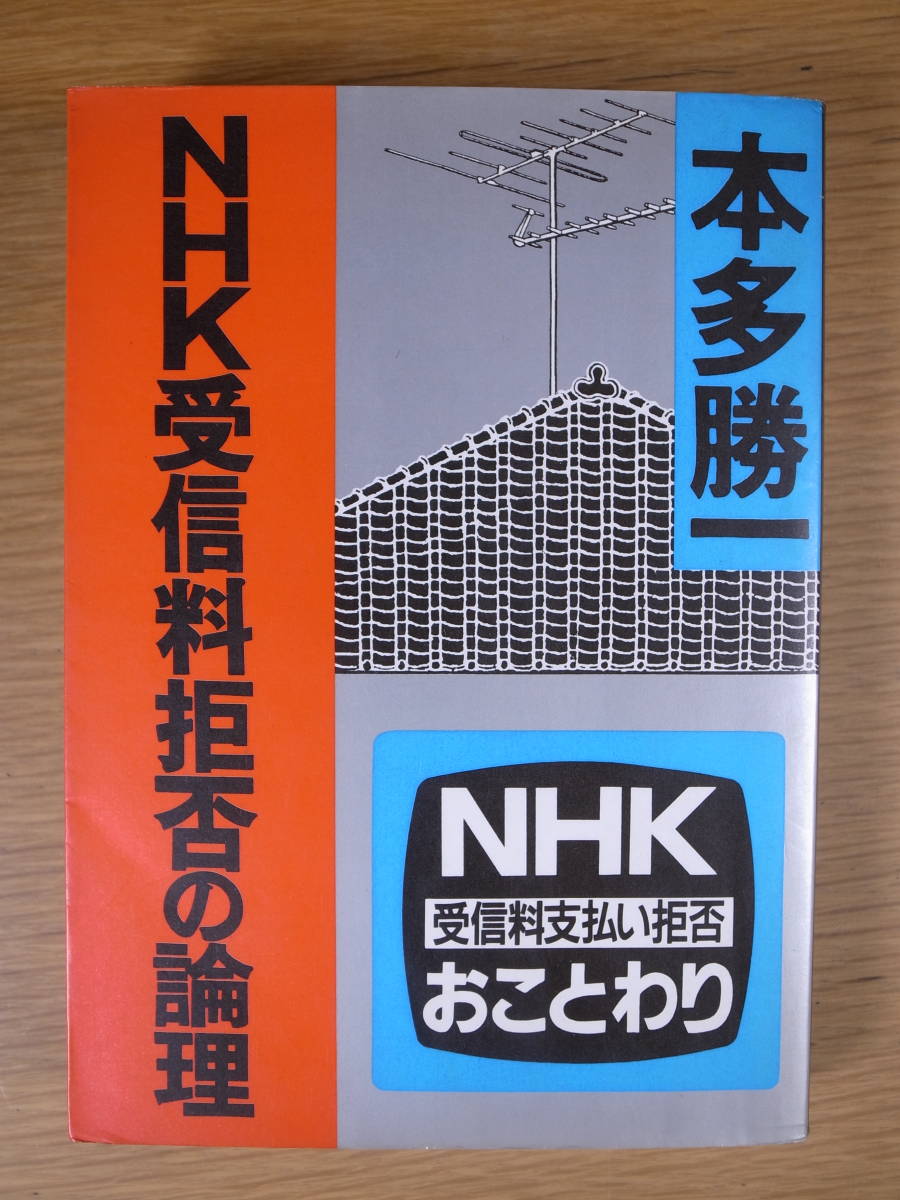 本多勝一
NHK受信料拒否の論理
NHK
受信料支払い拒否
おことわり